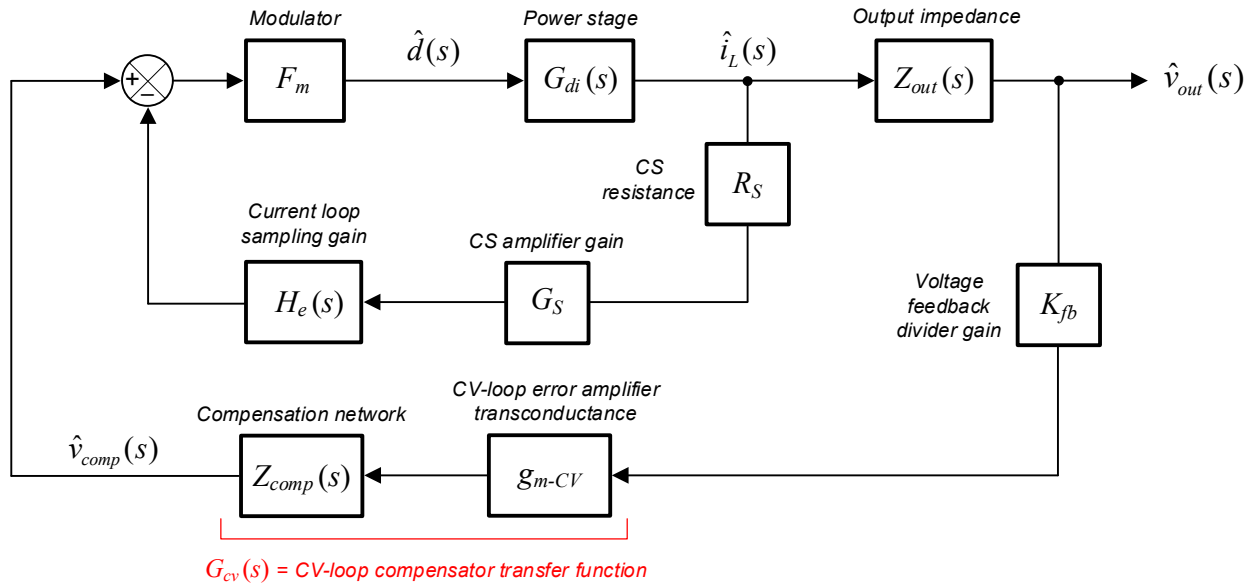 Modulator
Power stage
Output impedance
+
−
F_m
d̂(s)
G_di(s)
î_L(s)
Z_out(s)
v̂_out(s)
CS
resistance
R_S
Current loop
sampling gain
CS amplifier gain
H_e(s)
G_S
Voltage
feedback
divider gain
K_fb
CV-loop error amplifier
transconductance
Compensation network
v̂_comp(s)
Z_comp(s)
g_m-CV
G_cv(s) = CV-loop compensator transfer function